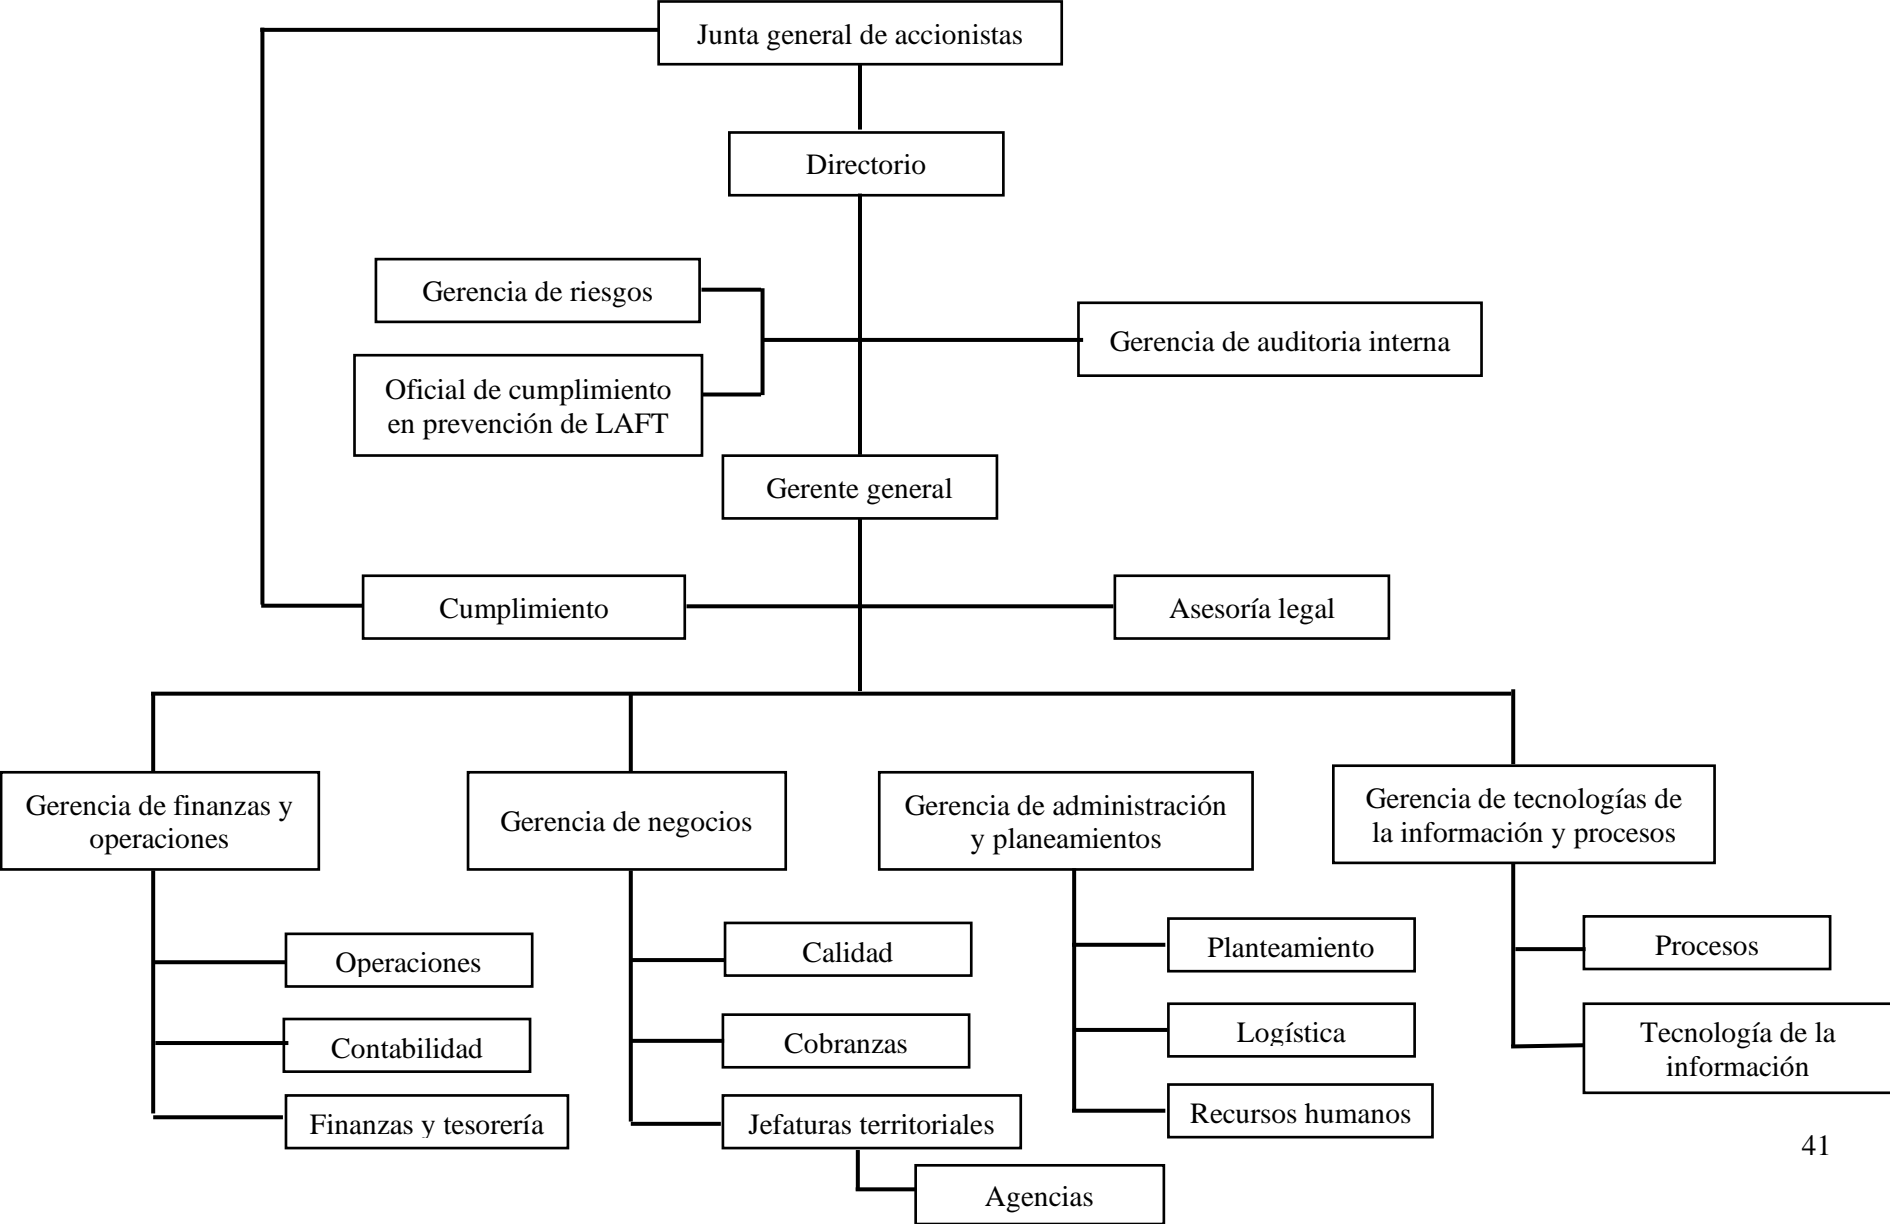 Junta general de accionistas
Directorio
Gerencia de riesgos
Gerencia de auditoria interna
Oficial de cumplimiento
en prevención de LAFT
Gerente general
Cumplimiento
Asesoría legal
Gerencia de finanzas y
operaciones
Gerencia de negocios
Gerencia de administración
y planeamientos
Gerencia de tecnologías de
la información y procesos
Operaciones
Contabilidad
Finanzas y tesorería
Calidad
Cobranzas
Jefaturas territoriales
Agencias
Planteamiento
Logística
Recursos humanos
Procesos
Tecnología de la
información
41